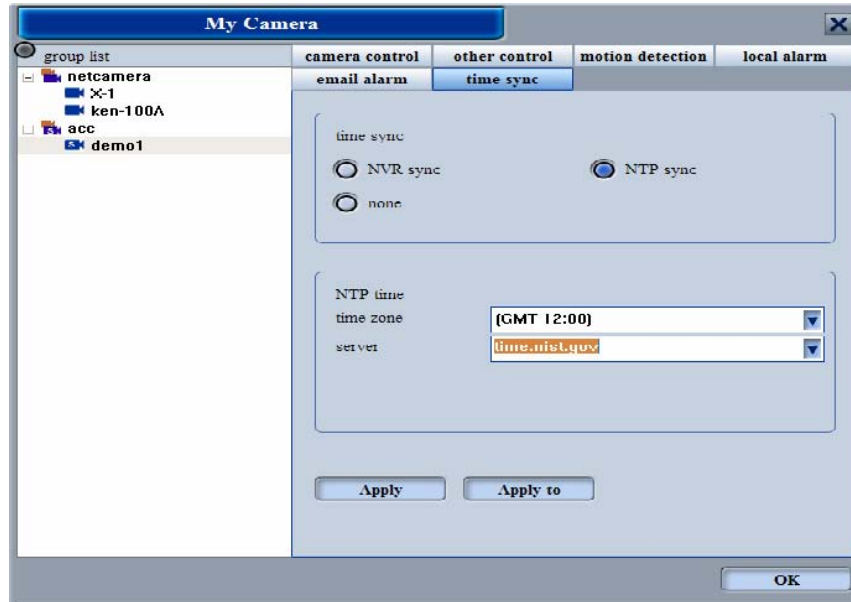 My Camera
group list
netcamera
X-1
ken-100A
acc
demo1
camera control other control motion detection local alarm
email alarm time sync
time sync
NVR sync NTP sync
none
NTP time
time zone (GMT 12:00)
server time.nist.gov
Apply Apply to
OK